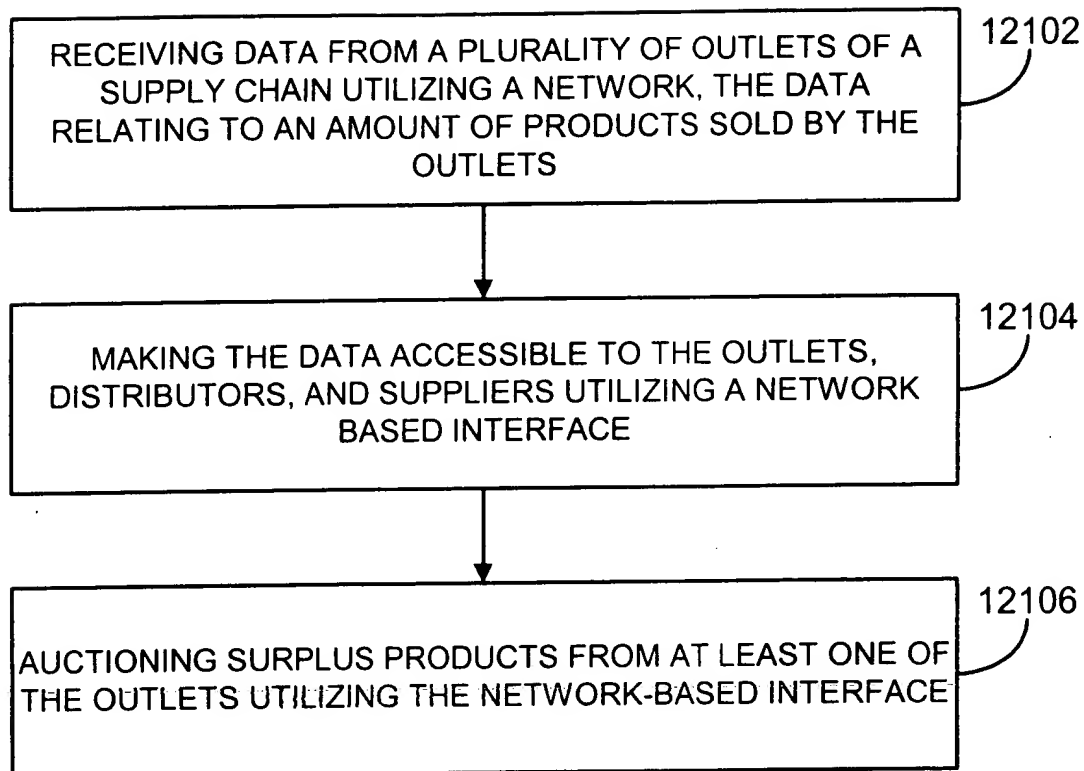 RECEIVING DATA FROM A PLURALITY OF OUTLETS OF A
SUPPLY CHAIN UTILIZING A NETWORK, THE DATA
RELATING TO AN AMOUNT OF PRODUCTS SOLD BY THE
OUTLETS
12102
MAKING THE DATA ACCESSIBLE TO THE OUTLETS,
DISTRIBUTORS, AND SUPPLIERS UTILIZING A NETWORK
BASED INTERFACE
12104
AUCTIONING SURPLUS PRODUCTS FROM AT LEAST ONE OF
THE OUTLETS UTILIZING THE NETWORK-BASED INTERFACE
12106